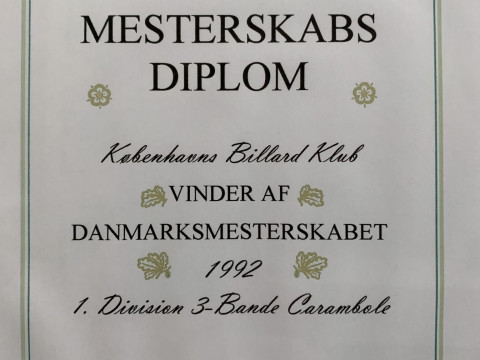 MESTERSKABS
DIPLOM
Københavns Billard Klub
VINDER AF
DANMARKSMESTERSKABET
1992
1. Division 3-Bande Carambole